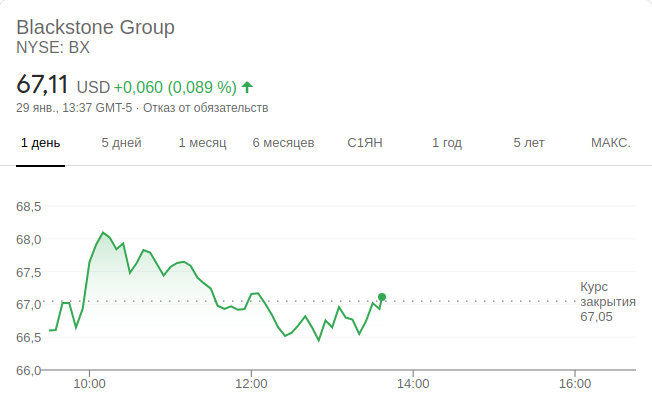 Blackstone Group
NYSE: BX
67,11 USD +0,060 (0,089 %)
29 янв., 13:37 GMT-5 · Отказ от обязательств
1 день 5 дней 1 месяц 6 месяцев С1ЯН 1 год 5 лет МАКС.
68,5
68,0
67,5
67,0
66,5
66,0
Курс
закрытия
67,05
10:00 12:00 14:00 16:00